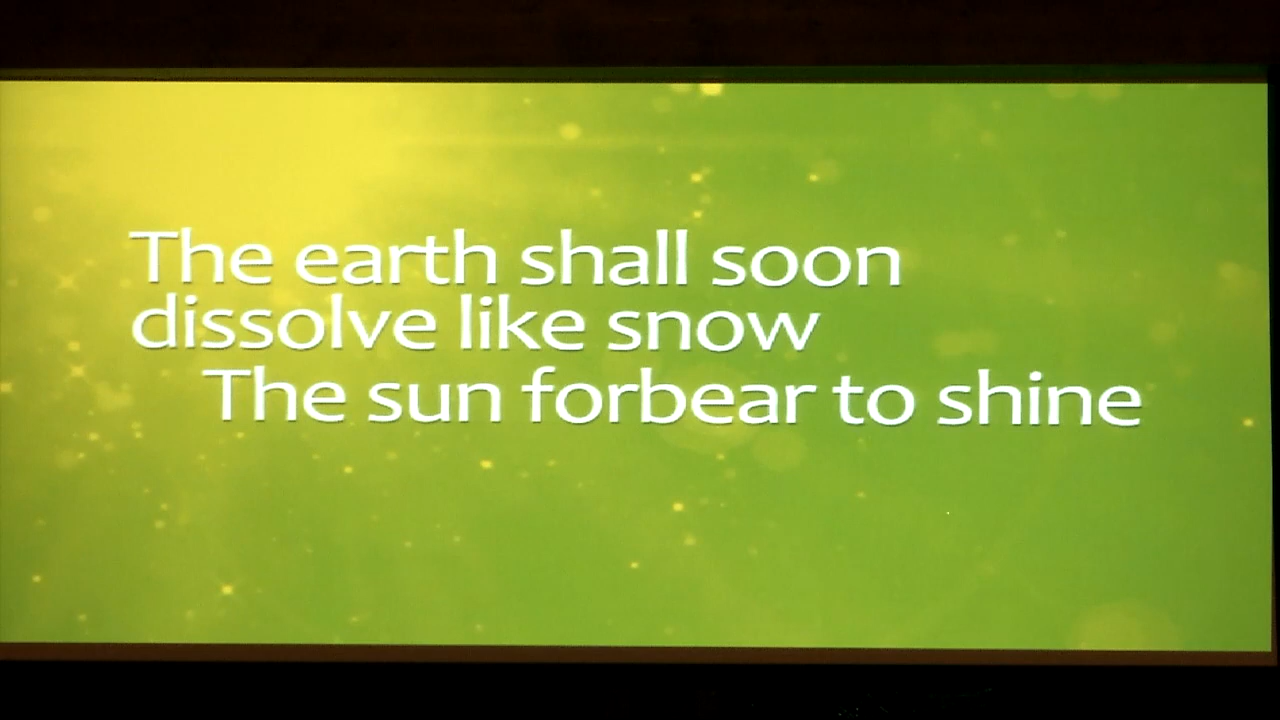 The earth shall soon
dissolve like snow
The sun forbear to shine